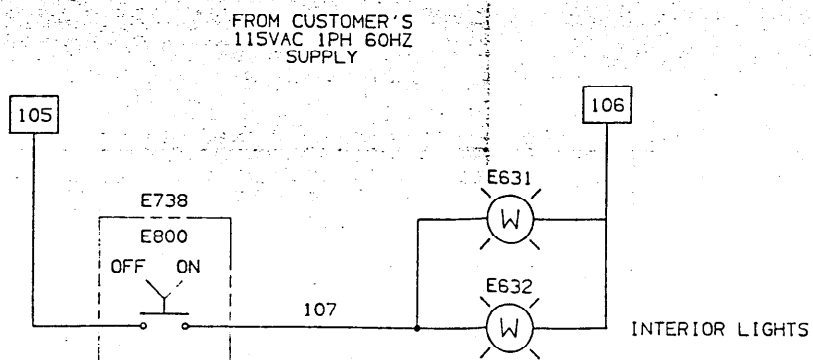 FROM CUSTOMER'S
115VAC 1PH 60HZ
SUPPLY
105
106
E631
W
E738
E800
OFF ON
107
E632
W
INTERIOR LIGHTS